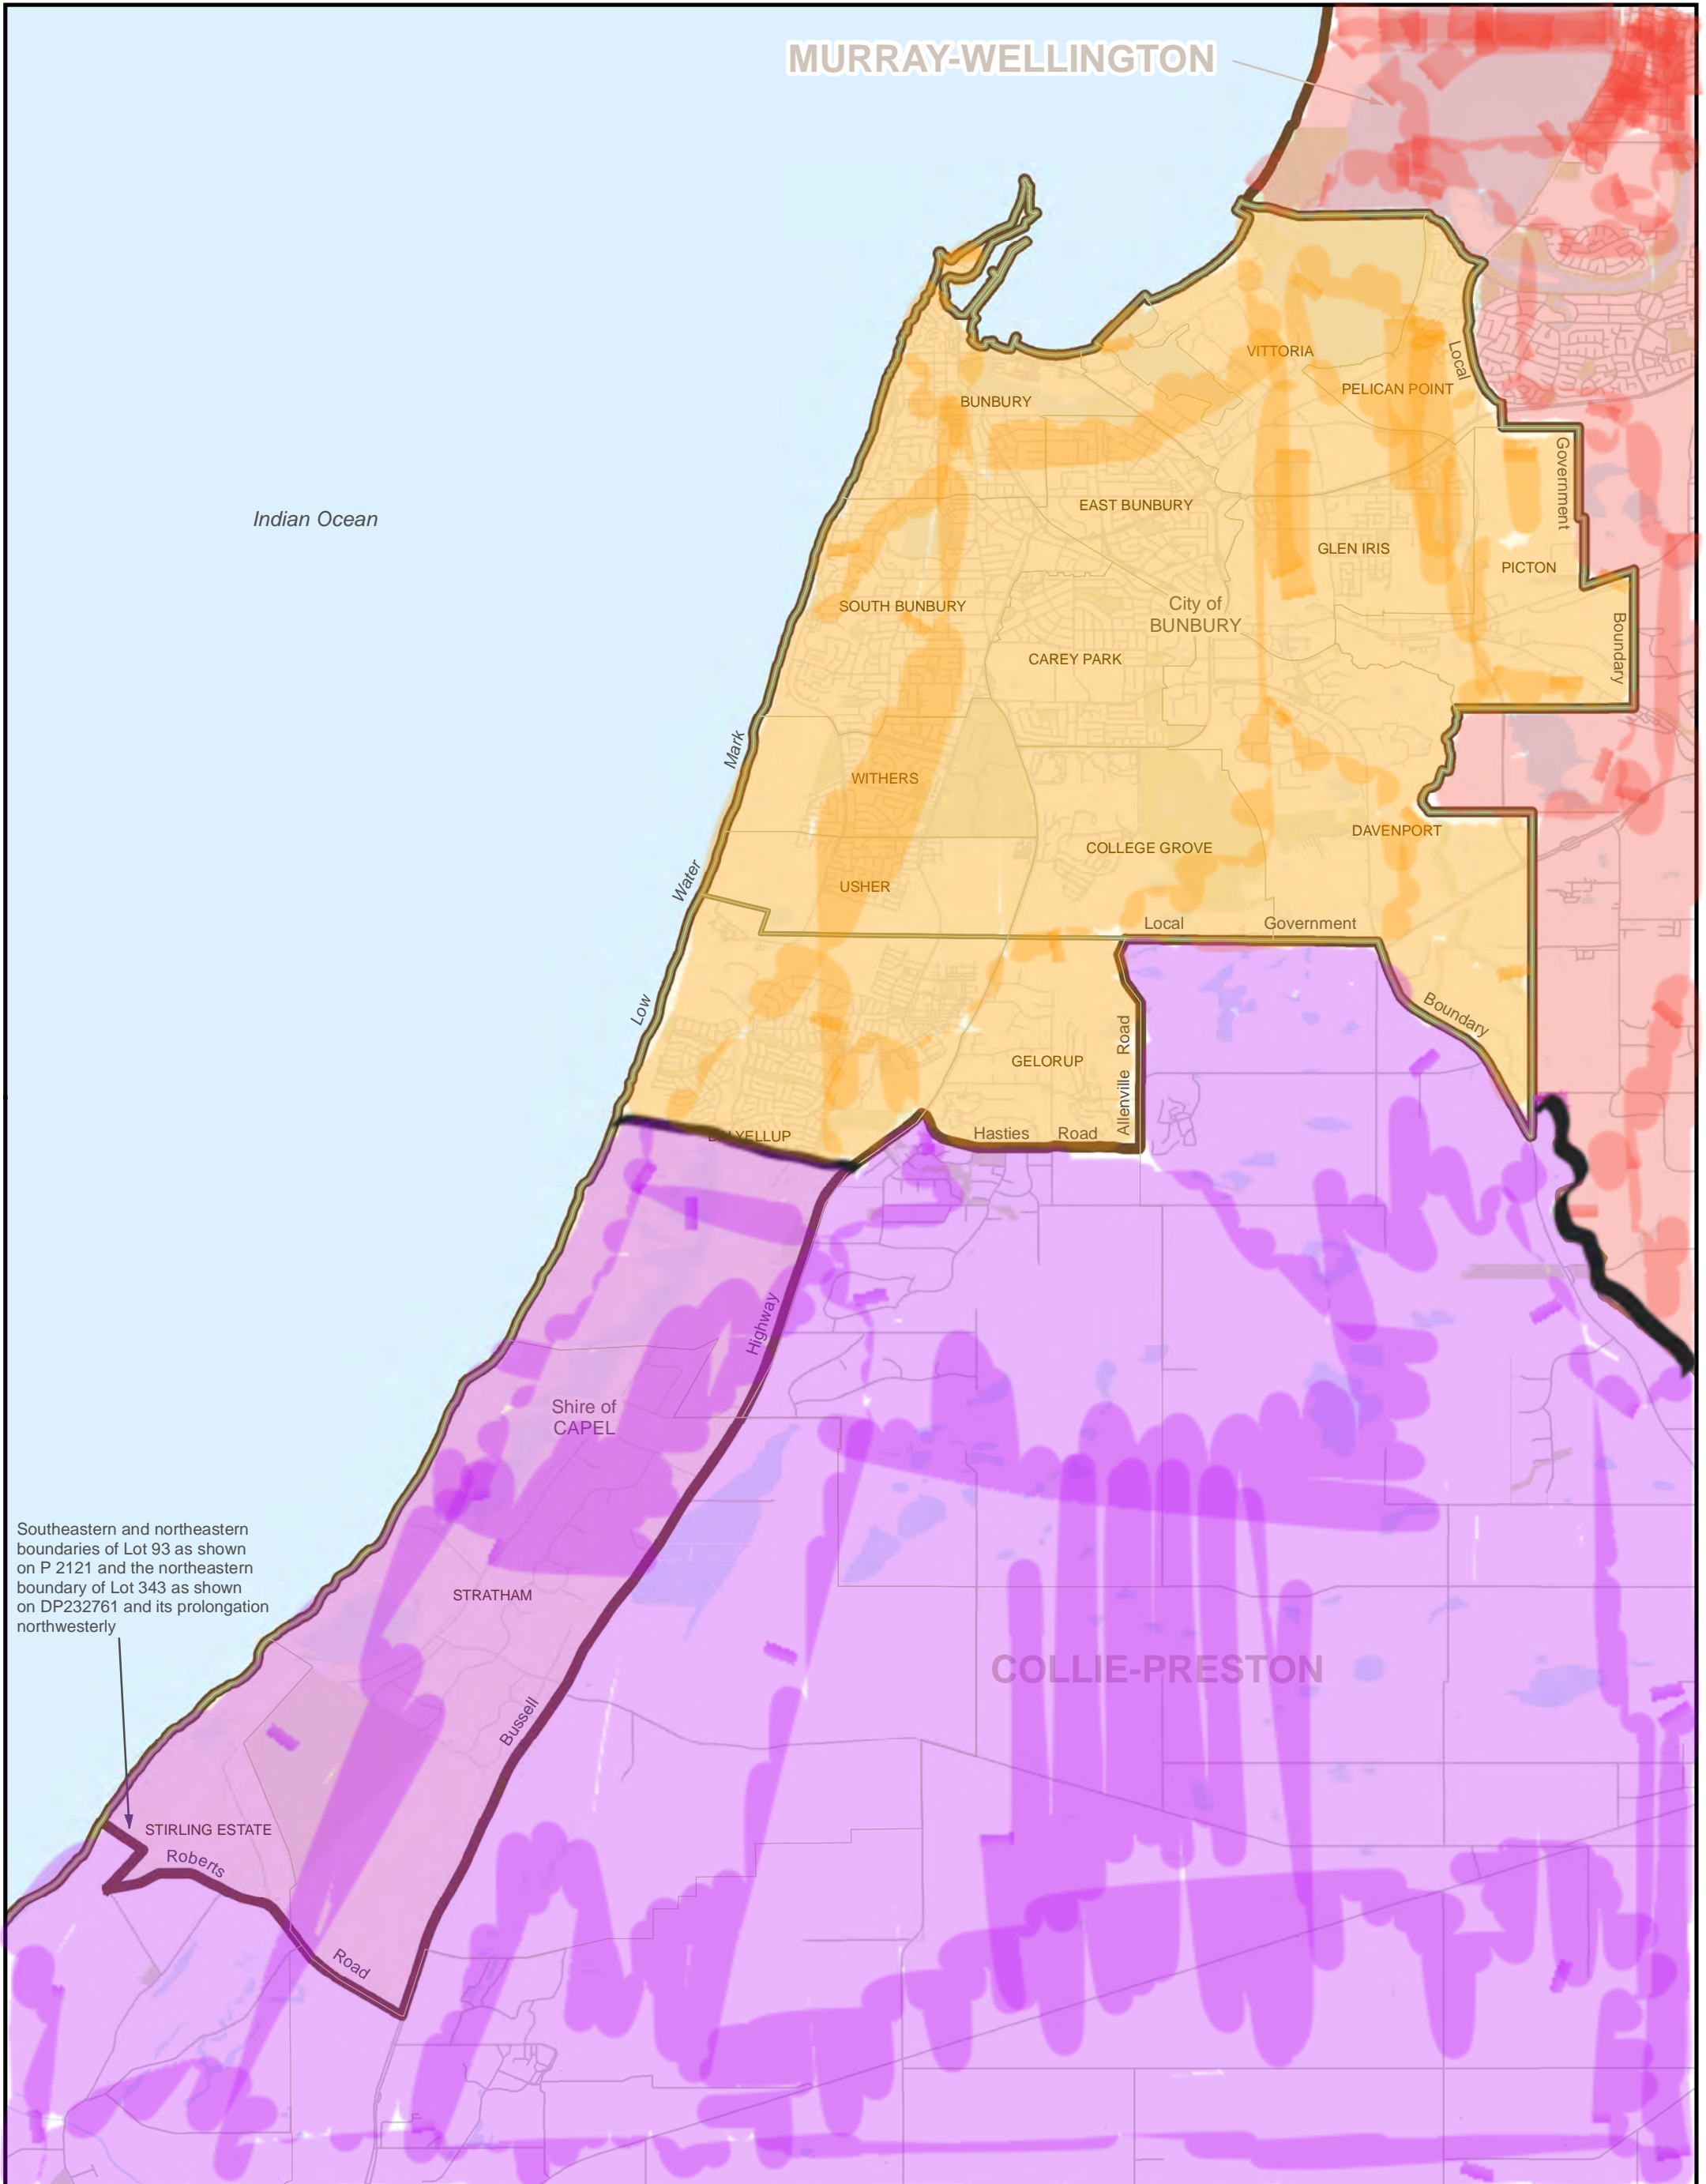 MURRAY-WELLINGTON
VITTORIA
Local
PELICAN POINT
BUNBURY
Government
Indian Ocean
EAST BUNBURY
GLEN IRIS
PICTON
SOUTH BUNBURY
City of
BUNBURY
Boundary
CAREY PARK
Mark
WITHERS
DAVENPORT
COLLEGE GROVE
Water
USHER
Local Government
Low
Boundary
GELORUP
Allenville Road
Hasties Road
DALYELLUP
Highway
Shire of
CAPEL
Southeastern and northeastern
boundaries of Lot 93 as shown
on P 2121 and the northeastern
boundary of Lot 343 as shown
on DP232761 and its prolongation
northwesterly
STRATHAM
COLLIE-PRESTON
Bussell
STIRLING ESTATE
Roberts
Road